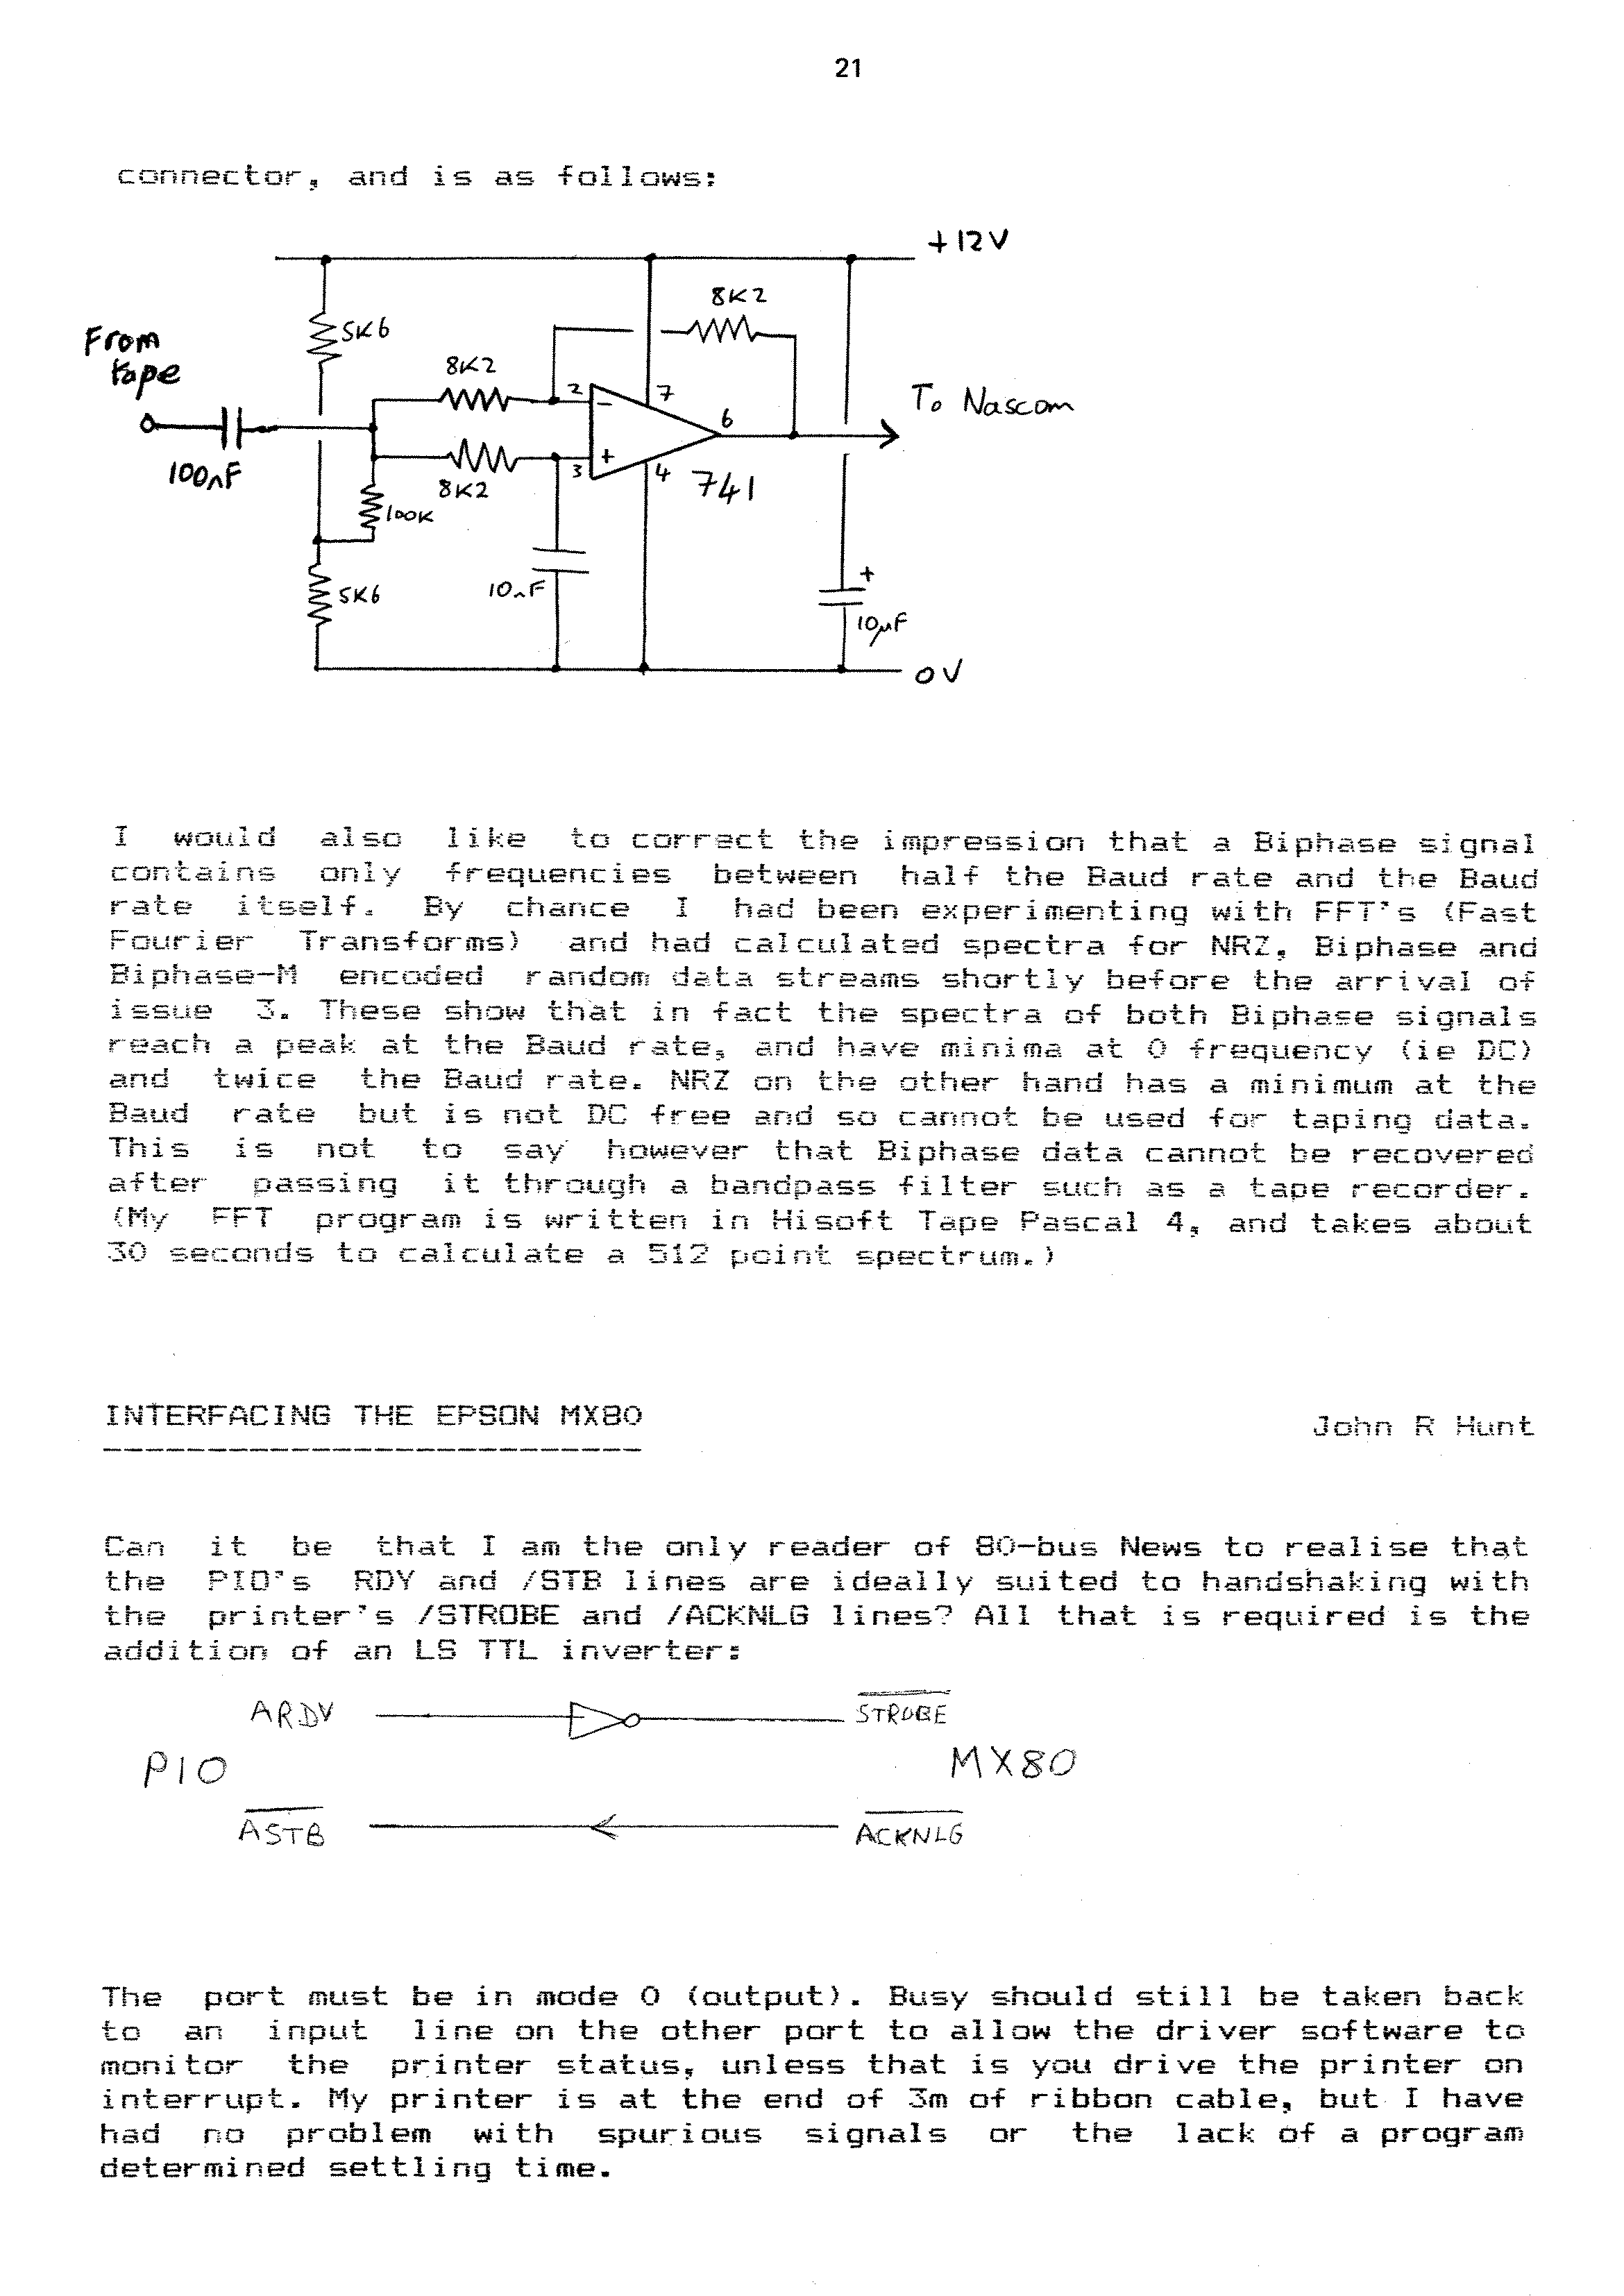 21
connector, and is as follows:
+12V
8K2
5K6
From
tape
8K2
2
7
To Nascom
6
-
+
100nF
8K2
3
4
741
100K
5K6
10nF
+
10µF
0V
I would also like to correct the impression that a Biphase signal
contains only frequencies between half the Baud rate and the Baud
rate itself. By chance I had been experimenting with FFT's (Fast
Fourier Transforms) and had calculated spectra for NRZ, Biphase and
Biphase-M encoded random data streams shortly before the arrival of
issue 3. These show that in fact the spectra of both Biphase signals
reach a peak at the Baud rate, and have minima at 0 frequency (ie DC)
and twice the Baud rate. NRZ on the other hand has a minimum at the
Baud rate but is not DC free and so cannot be used for taping data.
This is not to say however that Biphase data cannot be recovered
after passing it through a bandpass filter such as a tape recorder.
(My FFT program is written in Hisoft Tape Pascal 4, and takes about
30 seconds to calculate a 512 point spectrum.)
INTERFACING THE EPSON MX80
John R Hunt
Can it be that I am the only reader of 80-bus News to realise that
the PIO's RDY and /STB lines are ideally suited to handshaking with
the printer's /STROBE and /ACKNLG lines? All that is required is the
addition of an LS TTL inverter:
ARDY
STROBE
PIO
MX80
ASTB
ACKNLG
The port must be in mode 0 (output). Busy should still be taken back
to an input line on the other port to allow the driver software to
monitor the printer status, unless that is you drive the printer on
interrupt. My printer is at the end of 3m of ribbon cable, but I have
had no problem with spurious signals or the lack of a program
determined settling time.